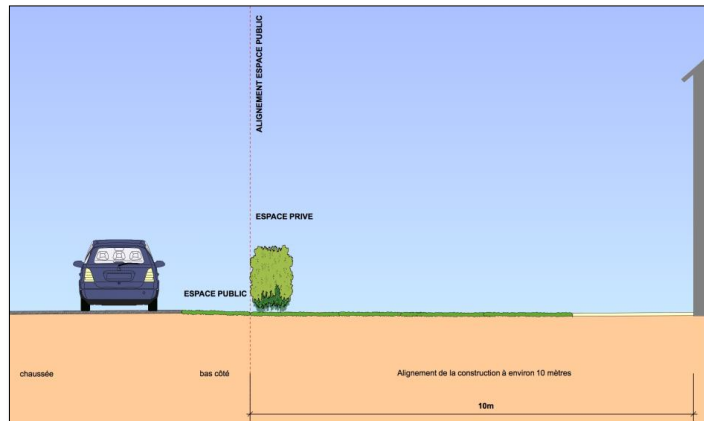 ALIGNEMENT ESPACE PUBLIC
ESPACE PRIVE
ESPACE PUBLIC
chaussée
bas côté
Alignement de la construction à environ 10 mètres
10m